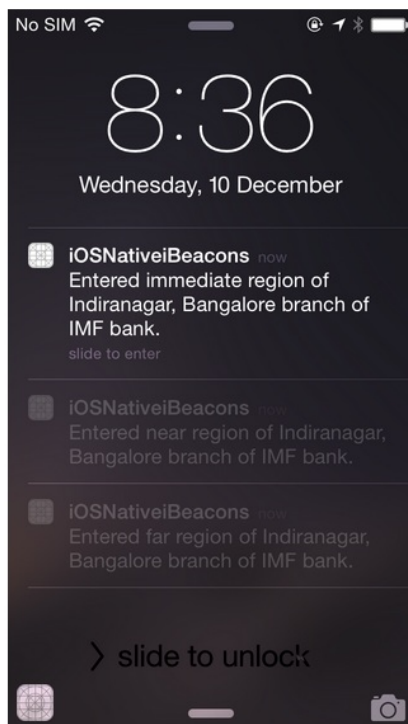 No SIM
8:36
Wednesday, 10 December
iOSNativeiBeacons now
Entered immediate region of
Indiranagar, Bangalore branch of
IMF bank.
slide to enter
iOSNativeiBeacons now
Entered near region of Indiranagar,
Bangalore branch of IMF bank.
iOSNativeiBeacons now
Entered far region of Indiranagar,
Bangalore branch of IMF bank.
slide to unlock